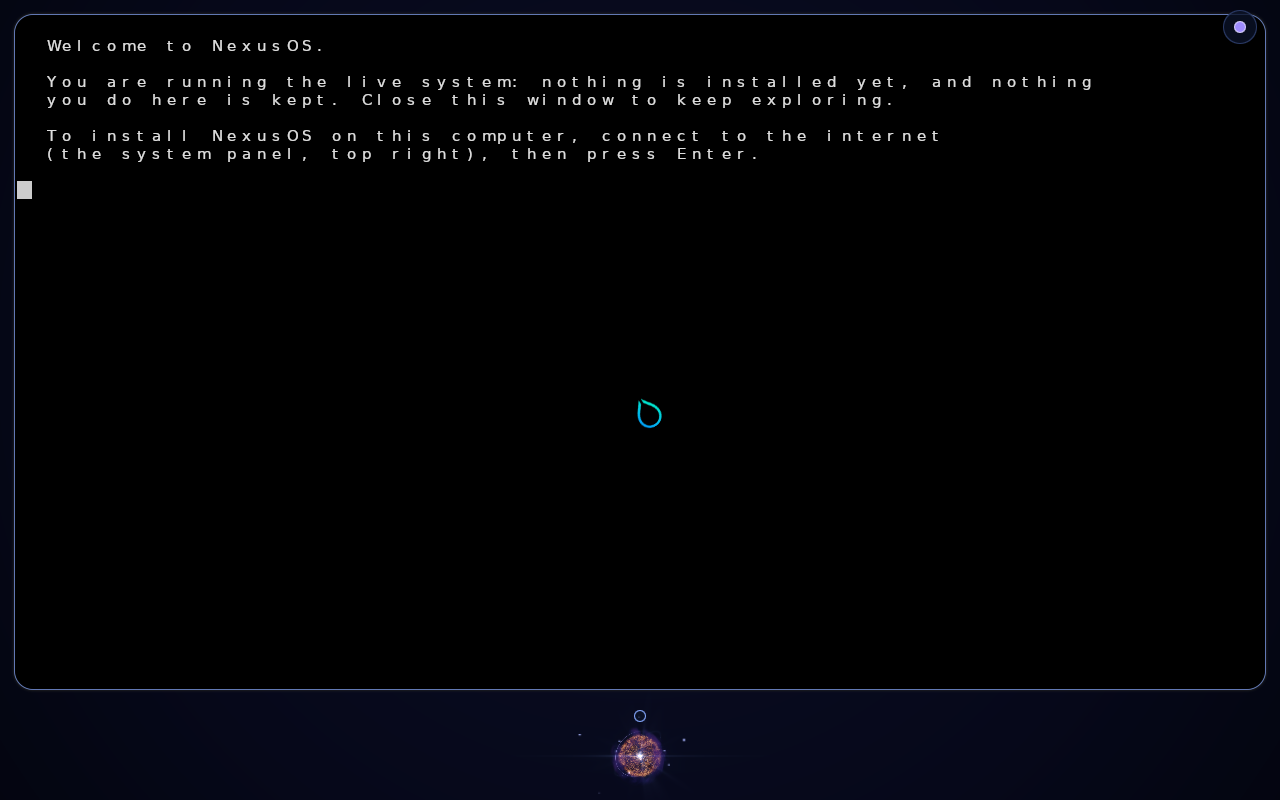 Welcome to NexusOS.
You are running the live system: nothing is installed yet, and nothing
you do here is kept. Close this window to keep exploring.
To install NexusOS on this computer, connect to the internet
(the system panel, top right), then press Enter.